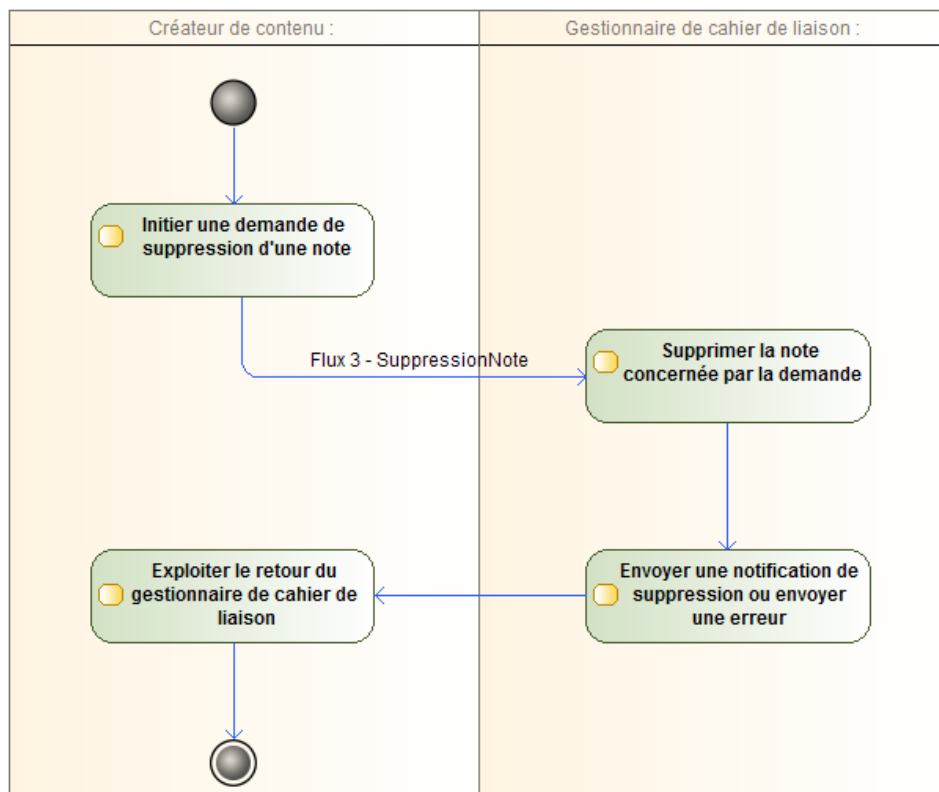 Créateur de contenu :
Gestionnaire de cahier de liaison :
Initier une demande de
suppression d'une note
Flux 3 - SuppressionNote
Supprimer la note
concernée par la demande
Exploiter le retour du
gestionnaire de cahier de
liaison
Envoyer une notification de
suppression ou envoyer
une erreur